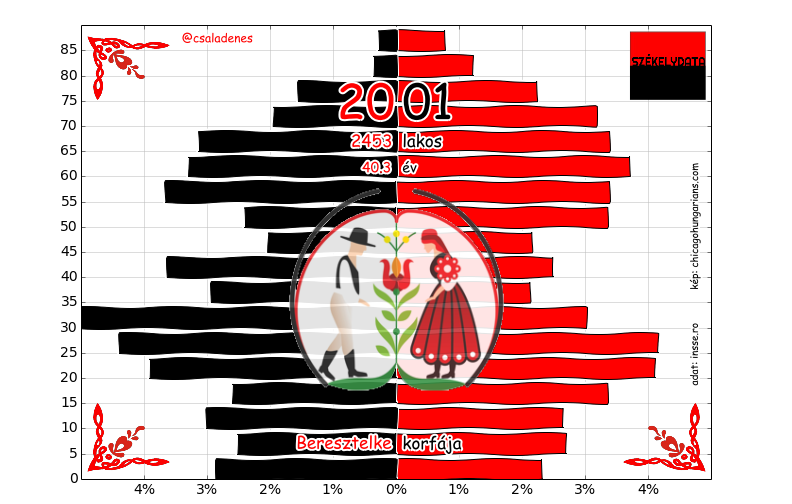 @csaladenes
SZÉKELYDATA
2001
2453 lakos
40.3 év
kép: chicagohungarians.com
adat: insse.ro
Beresztelke korfája
85
80
75
70
65
60
55
50
45
40
35
30
25
20
15
10
5
0
4% 3% 2% 1% 0% 1% 2% 3% 4%